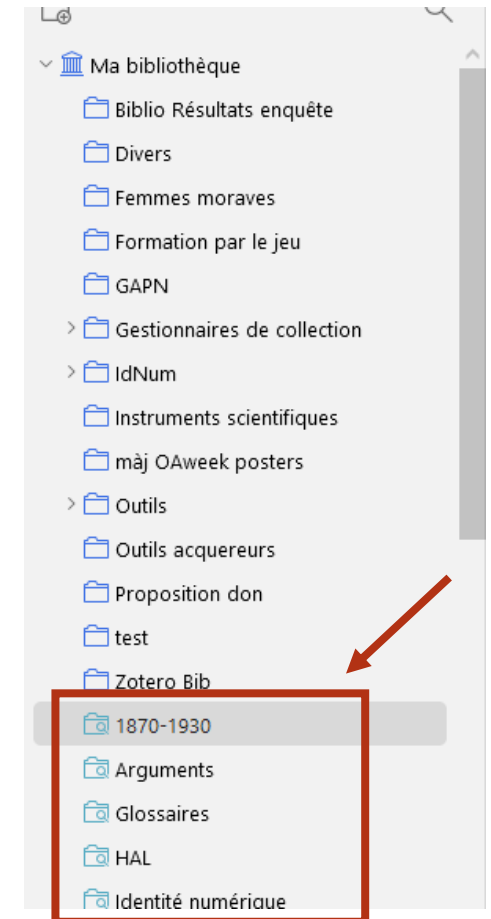 Ma bibliothèque
Biblio Résultats enquête
Divers
Femmes moraves
Formation par le jeu
GAPN
Gestionnaires de collection
IdNum
Instruments scientifiques
màj OAweek posters
Outils
Outils acquereurs
Proposition don
test
Zotero Bib
1870-1930
Arguments
Glossaires
HAL
Identité numérique